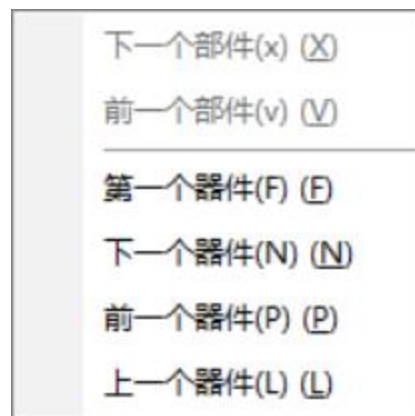 下一个部件(x) (X)
前一个部件(v) (V)
第一个器件(F) (F)
下一个器件(N) (N)
前一个器件(P) (P)
上一个器件(L) (L)